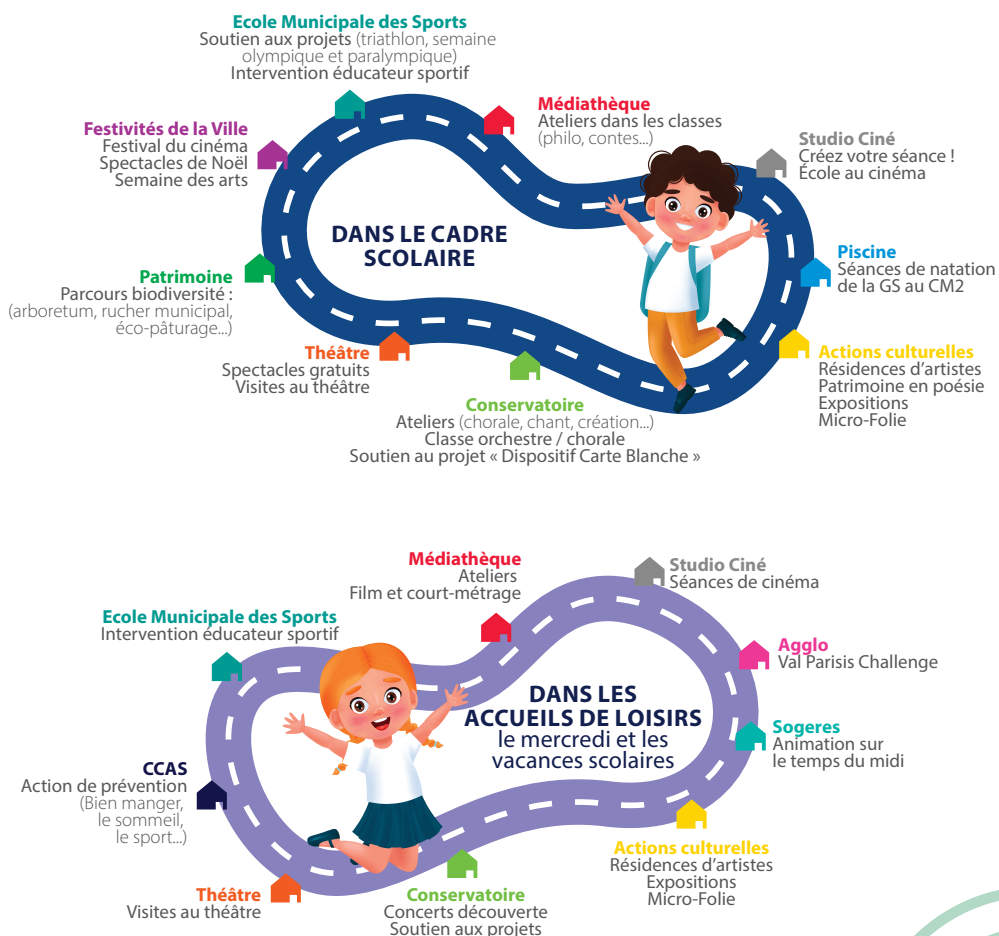 Ecole Municipale des Sports
Soutien aux projets (triathlon, semaine
olympique et paralympique)
Intervention éducateur sportif
Médiathèque
Ateliers dans les classes
(philo, contes...)
Festivités de la Ville
Festival du cinéma
Spectacles de Noël
Semaine des arts
Studio Ciné
Créez votre séance !
École au cinéma
DANS LE CADRE
SCOLAIRE
Patrimoine
Parcours biodiversité :
(arboretum, rucher municipal,
éco-pâturage...)
Piscine
Séances de natation
de la GS au CM2
Théâtre
Spectacles gratuits
Visites au théâtre
Actions culturelles
Résidences d'artistes
Patrimoine en poésie
Expositions
Micro-Folie
Conservatoire
Ateliers (chorale, chant, création...)
Classe orchestre / chorale
Soutien au projet « Dispositif Carte Blanche »
Médiathèque
Ateliers
Film et court-métrage
Studio Ciné
Séances de cinéma
Ecole Municipale des Sports
Intervention éducateur sportif
Agglo
Val Parisis Challenge
DANS LES
ACCUEILS DE LOISIRS
le mercredi et les
vacances scolaires
Sogeres
Animation sur
le temps du midi
CCAS
Action de prévention
(Bien manger,
le sommeil,
le sport...)
Actions culturelles
Résidences d'artistes
Expositions
Micro-Folie
Théâtre
Visites au théâtre
Conservatoire
Concerts découverte
Soutien aux projets